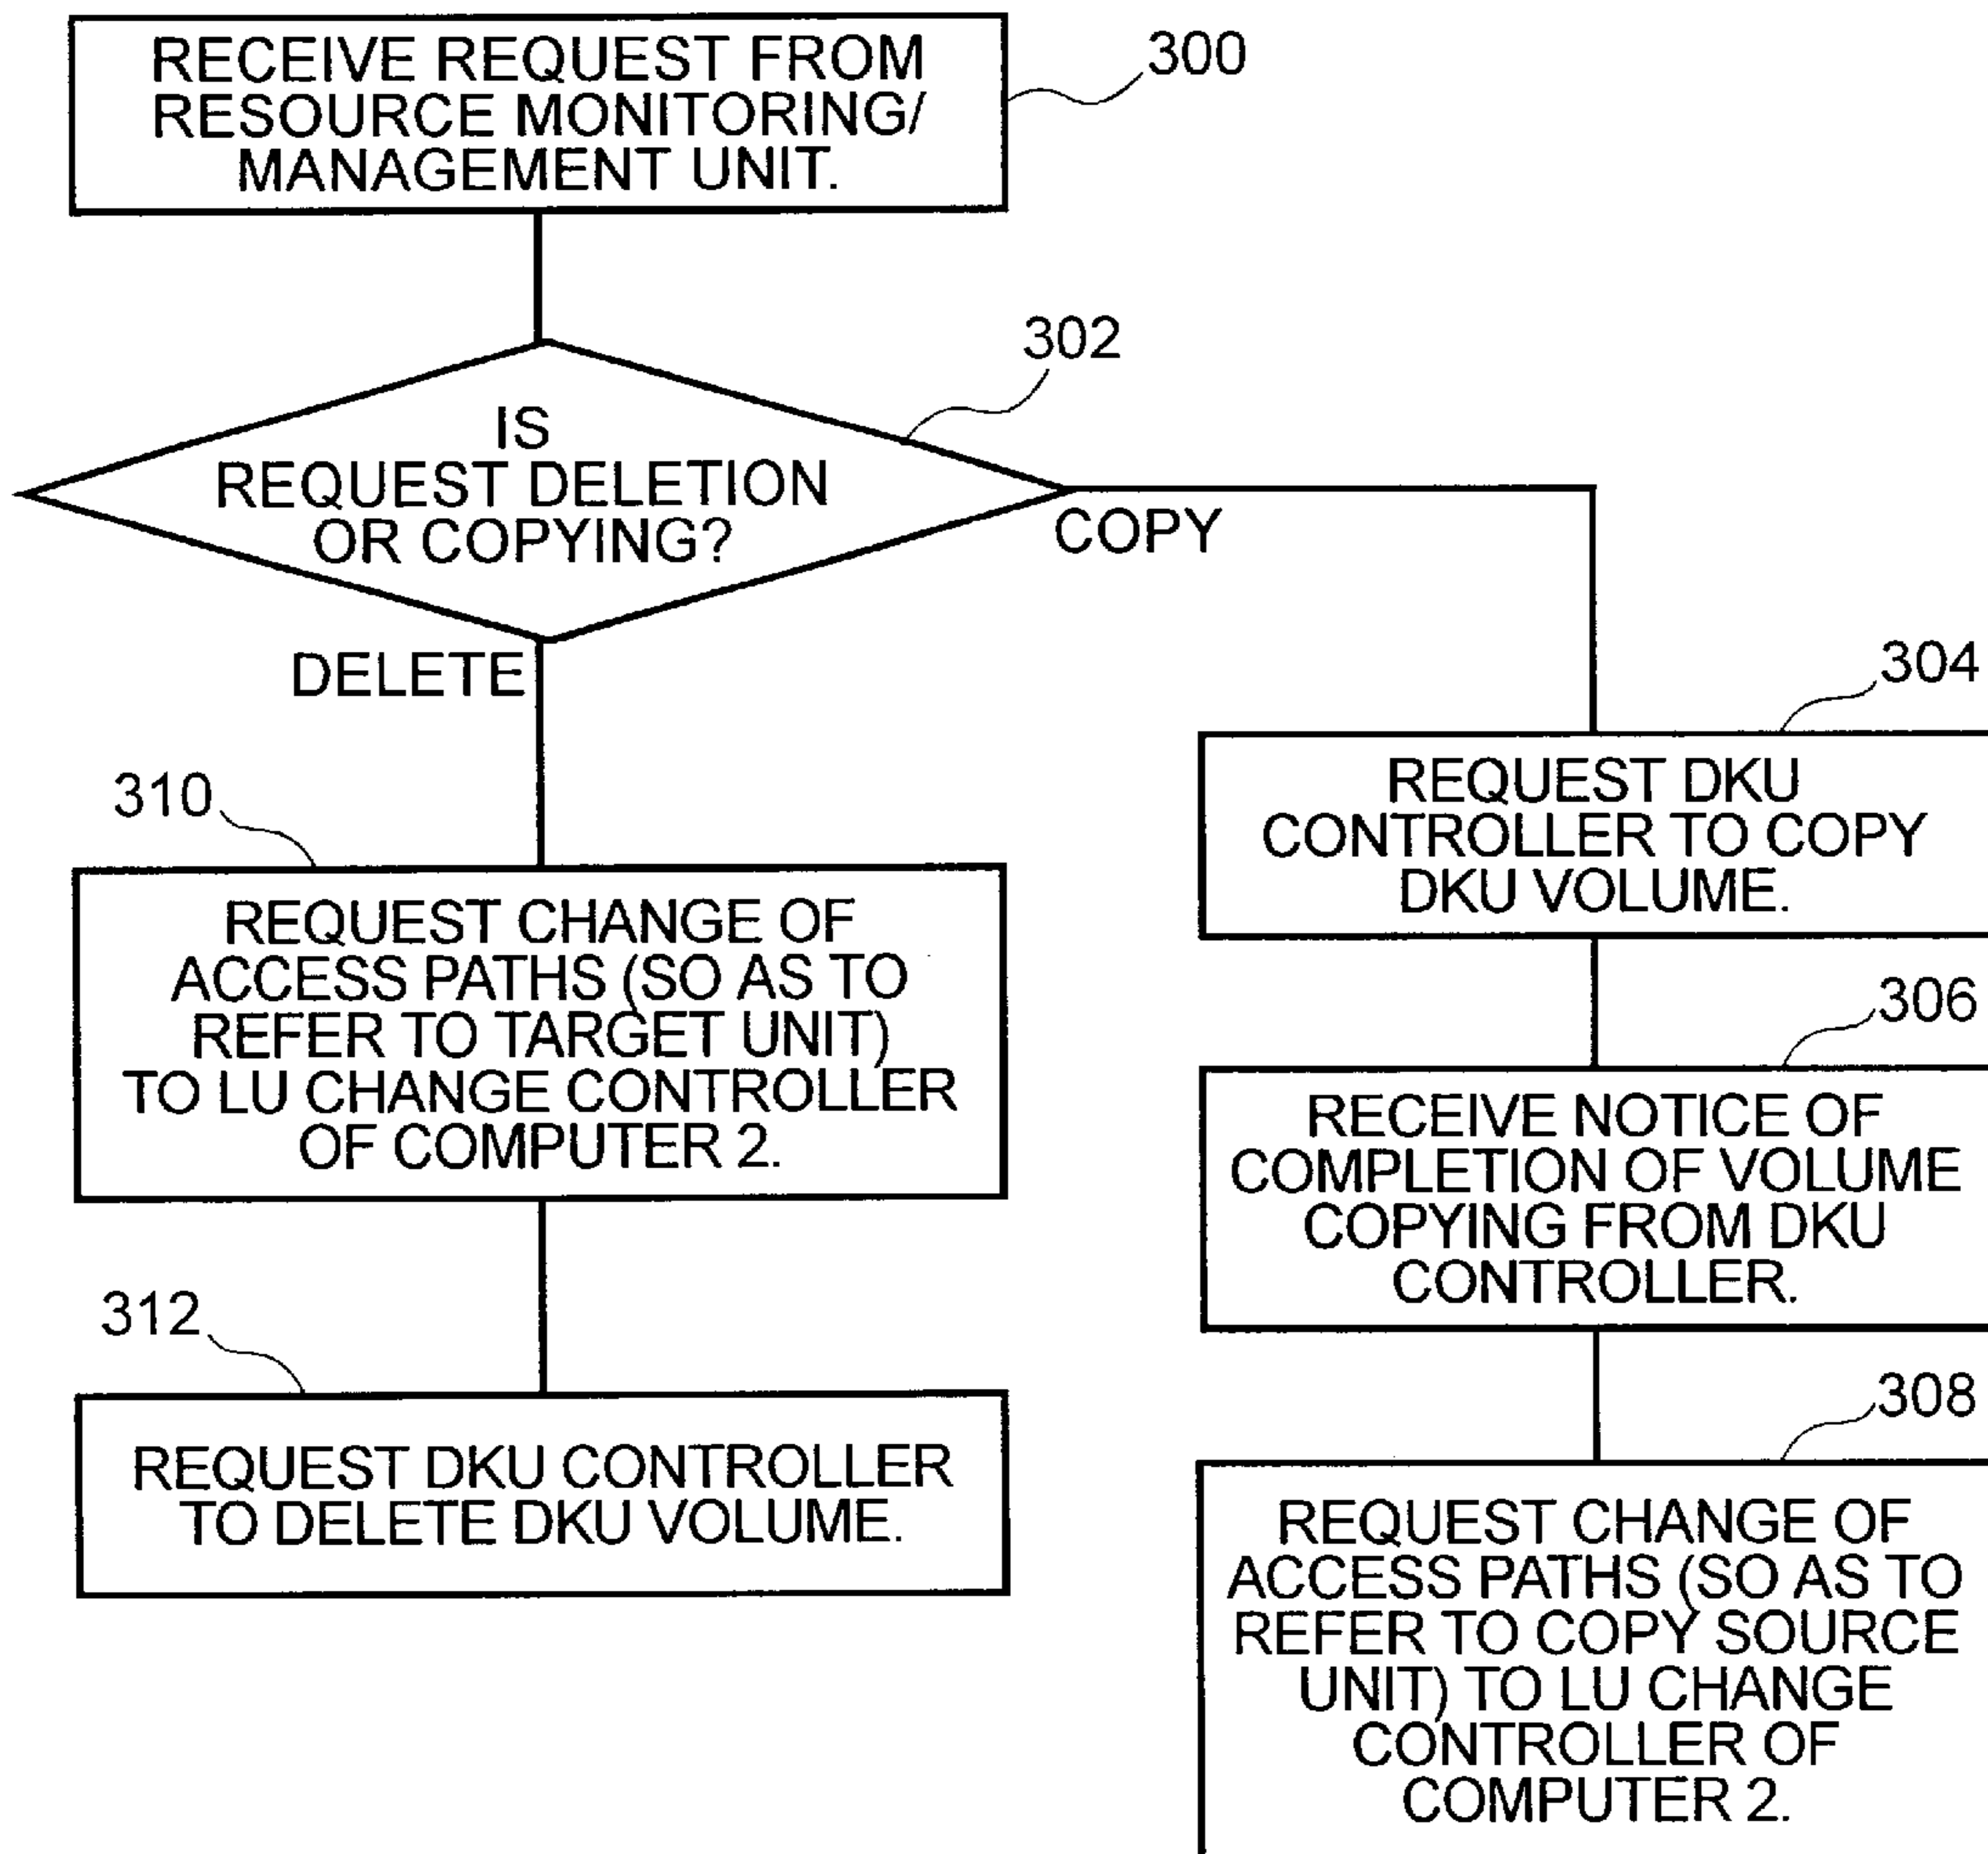 RECEIVE REQUEST FROM
RESOURCE MONITORING/
MANAGEMENT UNIT.
300
IS
REQUEST DELETION
OR COPYING?
302
COPY
DELETE
304
REQUEST DKU
CONTROLLER TO COPY
DKU VOLUME.
306
RECEIVE NOTICE OF
COMPLETION OF VOLUME
COPYING FROM DKU
CONTROLLER.
308
REQUEST CHANGE OF
ACCESS PATHS (SO AS TO
REFER TO COPY SOURCE
UNIT) TO LU CHANGE
CONTROLLER OF
COMPUTER 2.
310
REQUEST CHANGE OF
ACCESS PATHS (SO AS TO
REFER TO TARGET UNIT)
TO LU CHANGE CONTROLLER
OF COMPUTER 2.
312
REQUEST DKU CONTROLLER
TO DELETE DKU VOLUME.